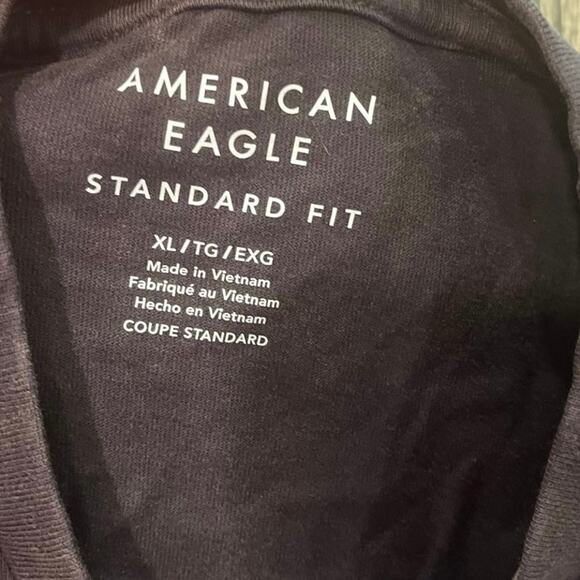 AMERICAN
EAGLE
STANDARD FIT
XL/TG/EXG
Made in Vietnam
Fabriqué au Vietnam
Hecho en Vietnam
COUPE STANDARD